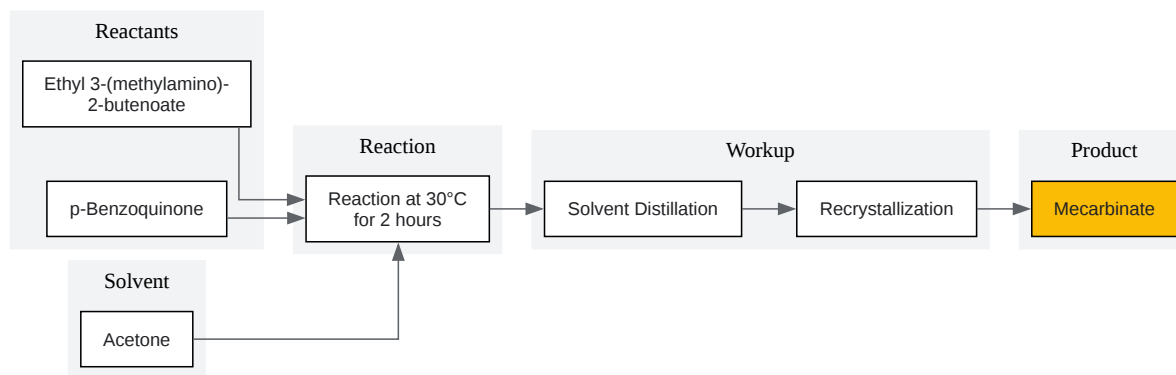 Reactants
Ethyl 3-(methylamino)-
2-butenoate
p-Benzoquinone
Solvent
Acetone
Reaction
Reaction at 30°C
for 2 hours
Workup
Solvent Distillation
Recrystallization
Product
Mecarbinate